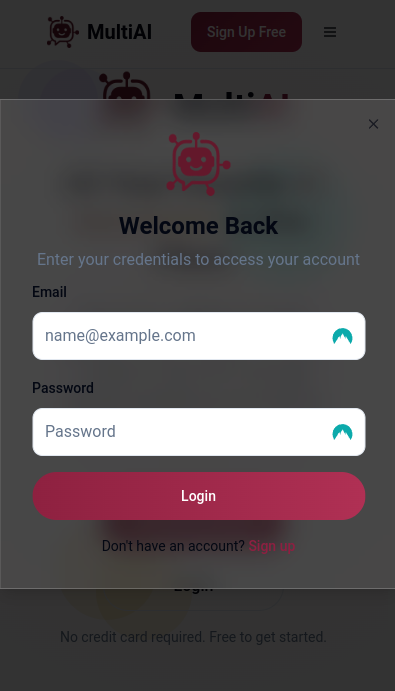 MultiAI
Sign Up Free
MultiAI
Welcome Back
Enter your credentials to access your account
Email
name@example.com
Password
Password
Login
Don't have an account? Sign up
Login
No credit card required. Free to get started.